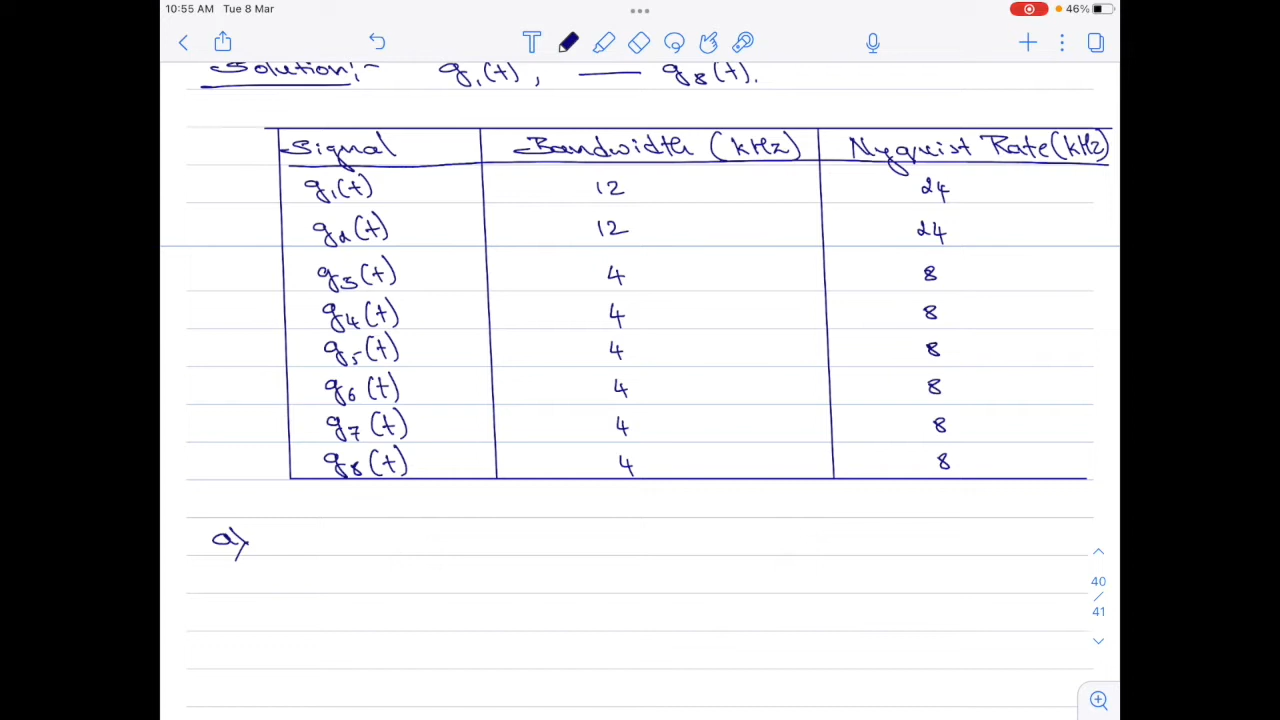 10:55 AM Tue 8 Mar
46%
Solution:- g₁(t), — g₈(t).
Signal Bandwidth (kHz) Nyquist Rate(kHz)
g₁(t) 12 24
g₂(t) 12 24
g₃(t) 4 8
g₄(t) 4 8
g₅(t) 4 8
g₆(t) 4 8
g₇(t) 4 8
g₈(t) 4 8
a)
40
/
41